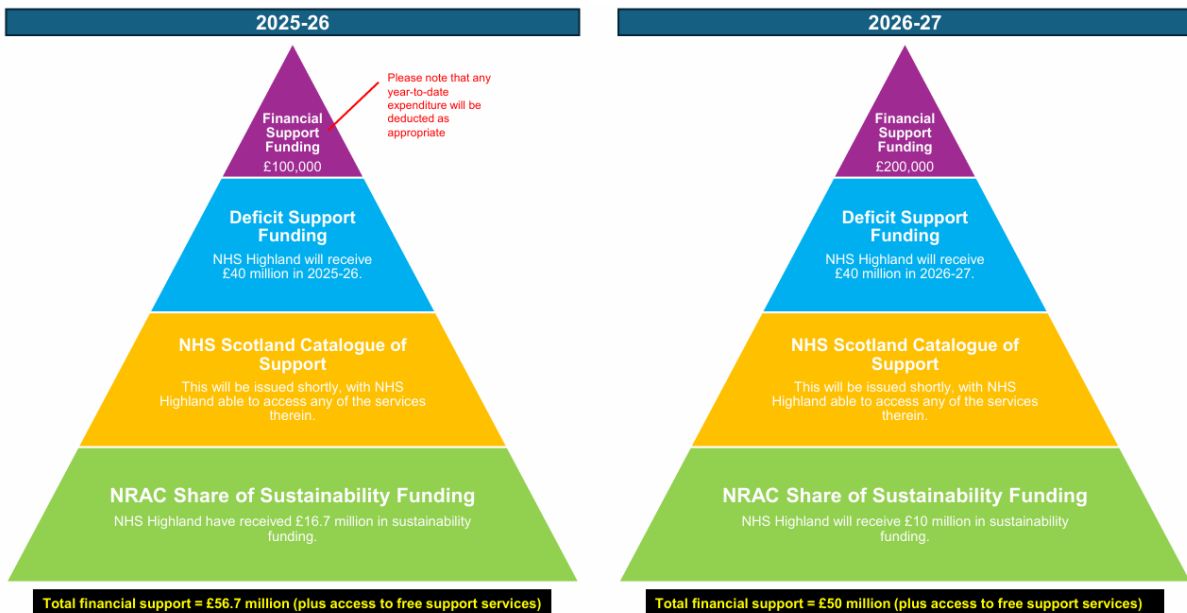 2025-26
Financial
Support
Funding
£100,000
Please note that any
year-to-date
expenditure will be
deducted as
appropriate
Deficit Support
Funding
NHS Highland will receive
£40 million in 2025-26.
NHS Scotland Catalogue of
Support
This will be issued shortly, with NHS
Highland able to access any of the services
therein.
NRAC Share of Sustainability Funding
NHS Highland have received £16.7 million in sustainability
funding.
Total financial support = £56.7 million (plus access to free support services)
2026-27
Financial
Support
Funding
£200,000
Deficit Support
Funding
NHS Highland will receive
£40 million in 2026-27.
NHS Scotland Catalogue of
Support
This will be issued shortly, with NHS
Highland able to access any of the services
therein.
NRAC Share of Sustainability Funding
NHS Highland will receive £10 million in sustainability
funding.
Total financial support = £50 million (plus access to free support services)